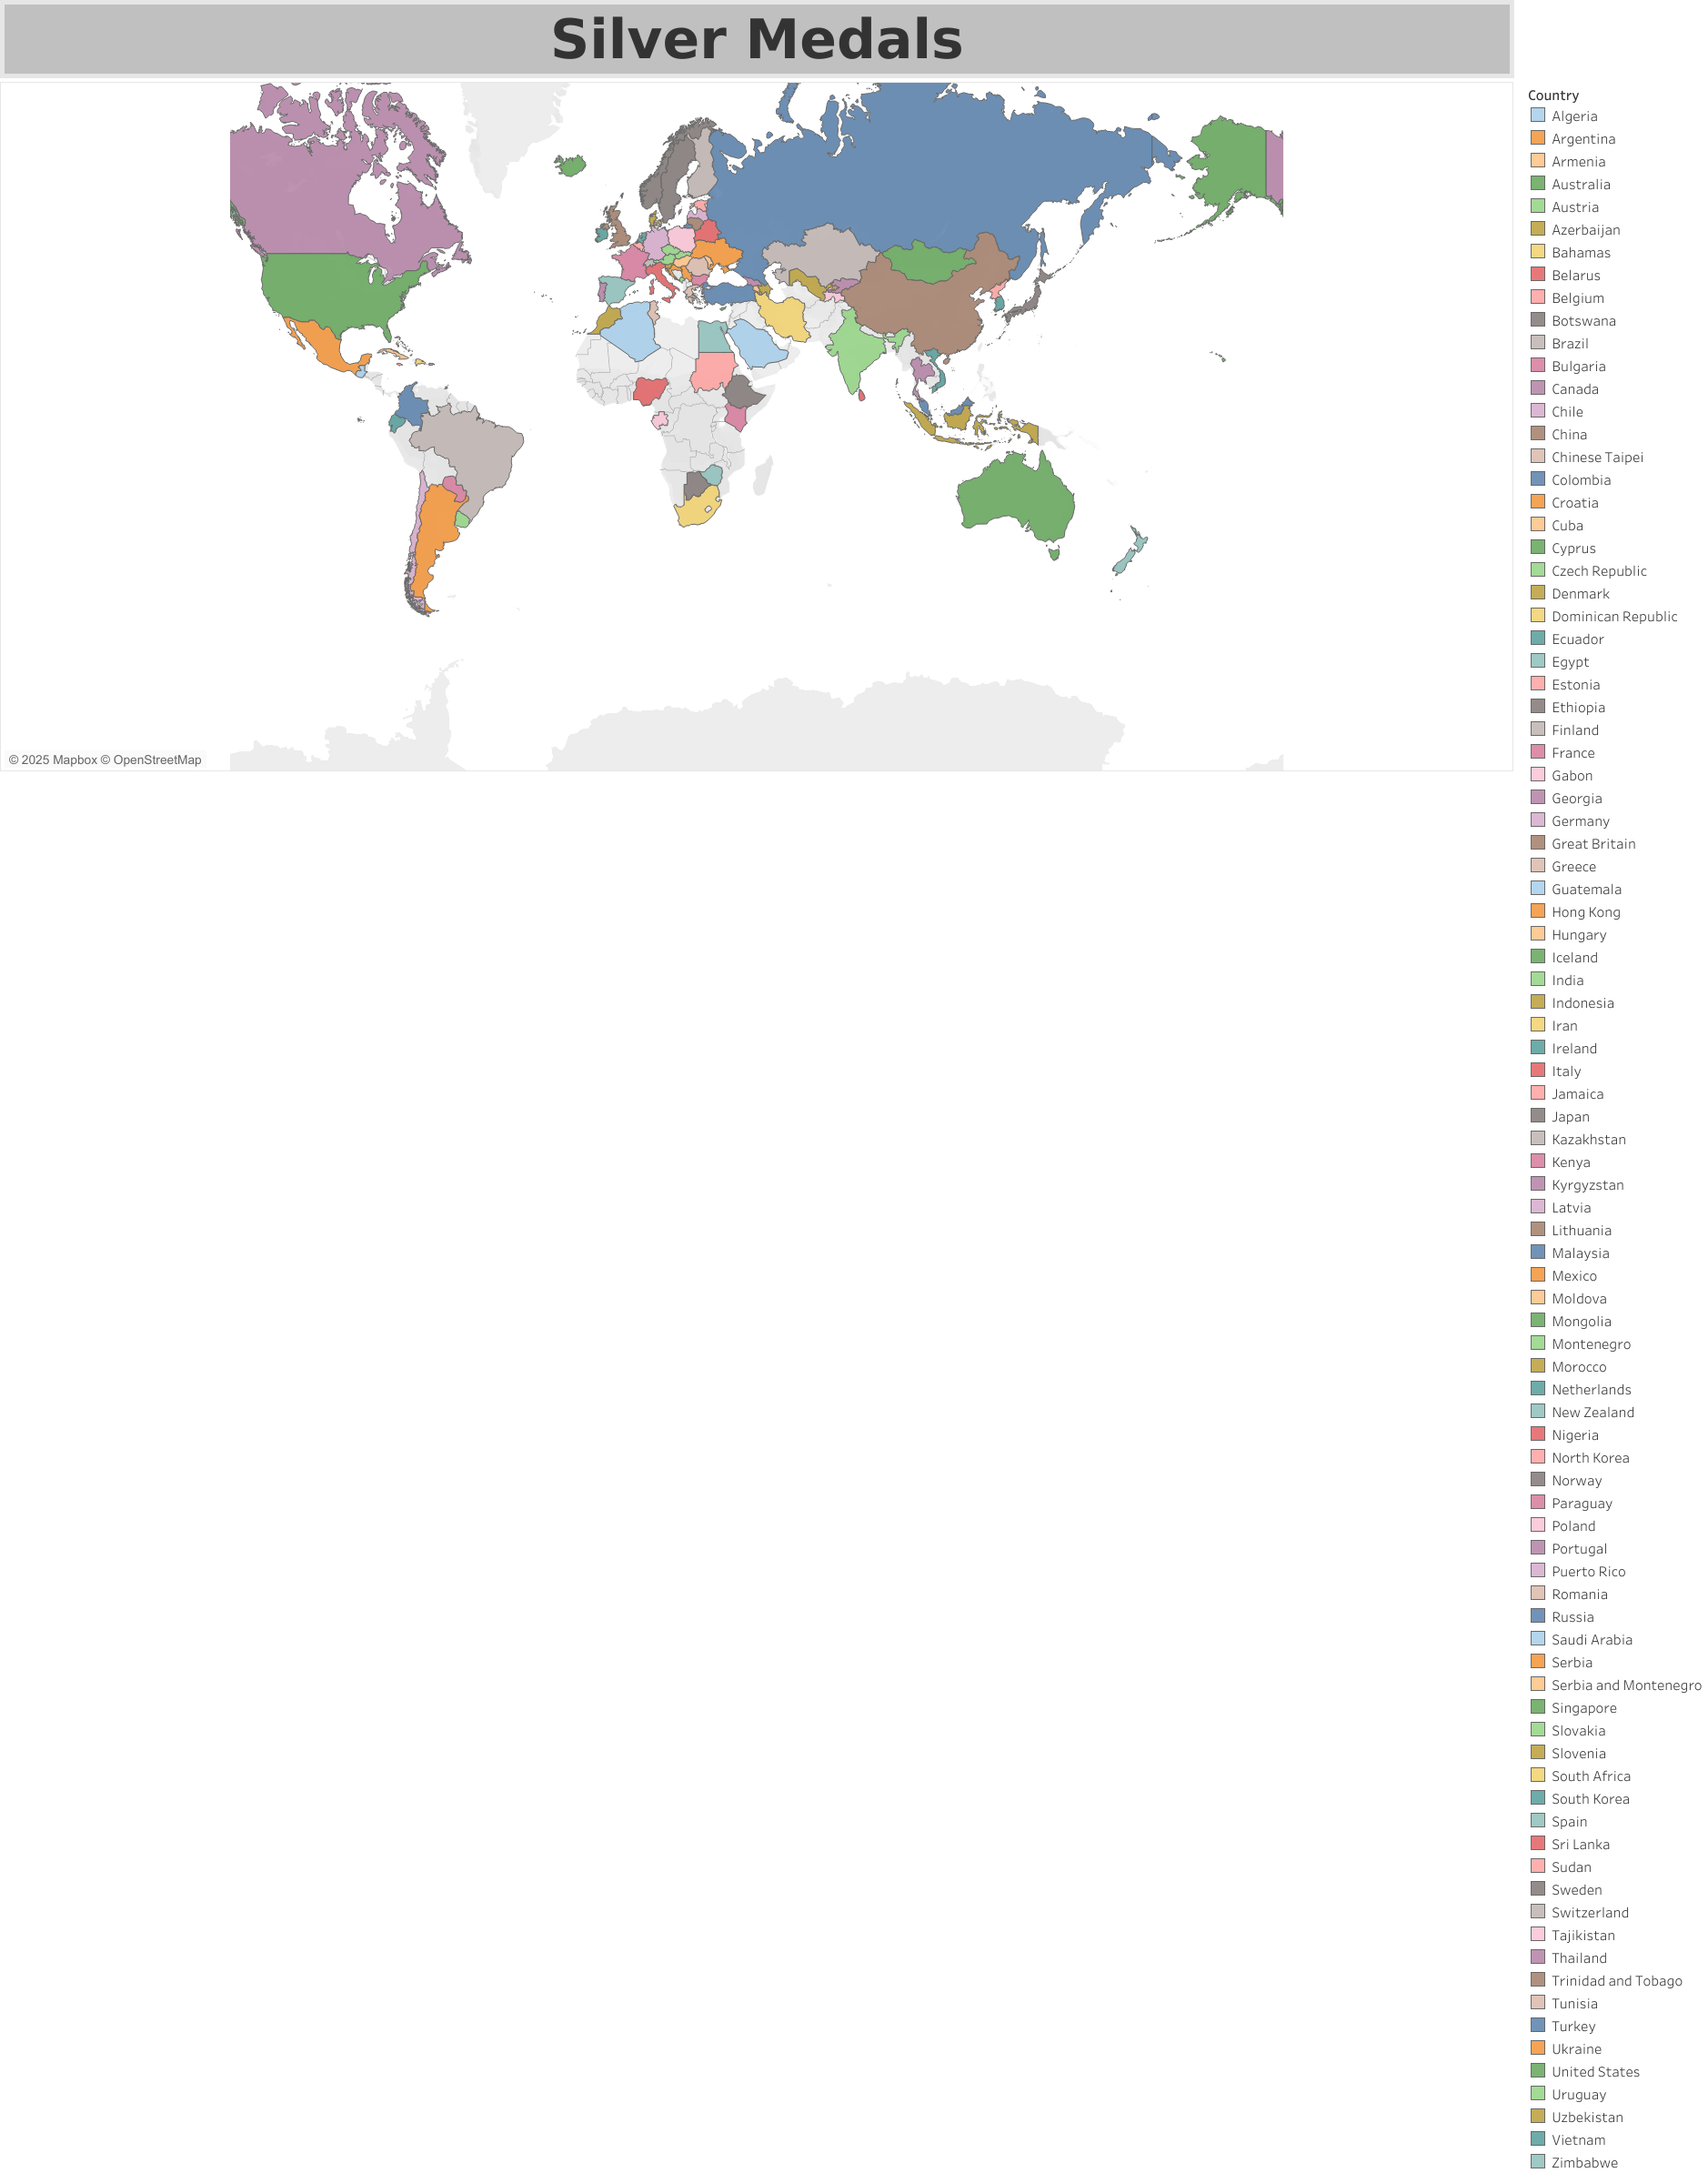 Silver Medals
Country
Algeria
Argentina
Armenia
Australia
Austria
Azerbaijan
Bahamas
Belarus
Belgium
Botswana
Brazil
Bulgaria
Canada
Chile
China
Chinese Taipei
Colombia
Croatia
Cuba
Cyprus
Czech Republic
Denmark
Dominican Republic
Ecuador
Egypt
Estonia
Ethiopia
Finland
France
Gabon
Georgia
Germany
Great Britain
Greece
Guatemala
Hong Kong
Hungary
Iceland
India
Indonesia
Iran
Ireland
Italy
Jamaica
Japan
Kazakhstan
Kenya
Kyrgyzstan
Latvia
Lithuania
Malaysia
Mexico
Moldova
Mongolia
Montenegro
Morocco
Netherlands
New Zealand
Nigeria
North Korea
Norway
Paraguay
Poland
Portugal
Puerto Rico
Romania
Russia
Saudi Arabia
Serbia
Serbia and Montenegro
Singapore
Slovakia
Slovenia
South Africa
South Korea
Spain
Sri Lanka
Sudan
Sweden
Switzerland
Tajikistan
Thailand
Trinidad and Tobago
Tunisia
Turkey
Ukraine
United States
Uruguay
Uzbekistan
Vietnam
Zimbabwe
© 2025 Mapbox © OpenStreetMap